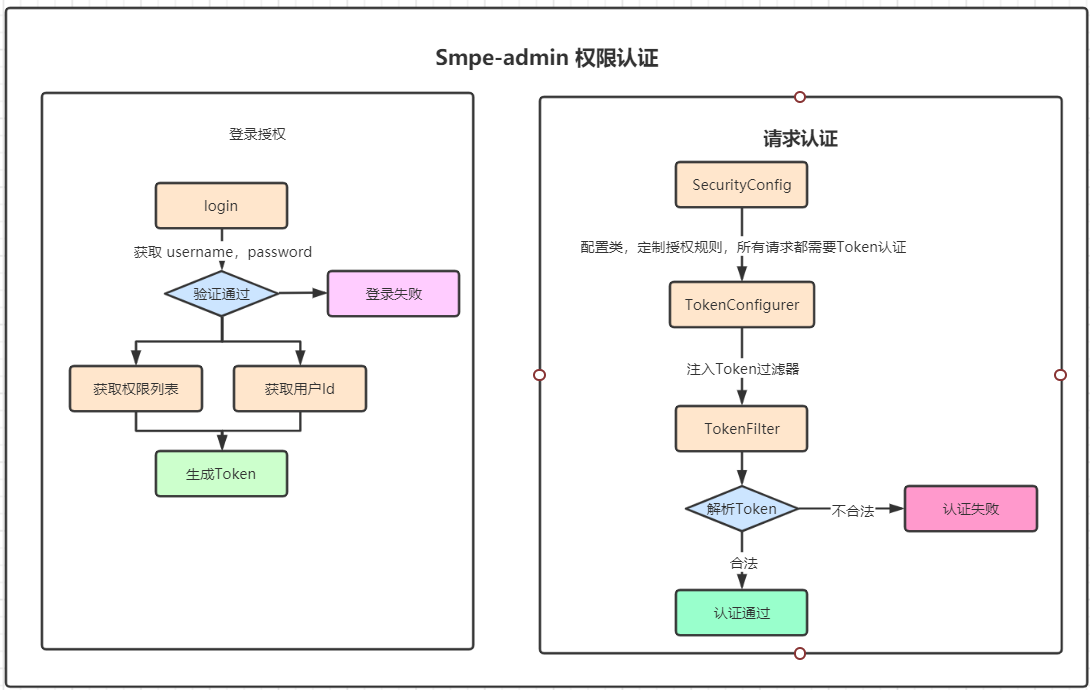 Smpe-admin 权限认证
登录授权
login
获取 username，password
验证通过
登录失败
获取权限列表
获取用户Id
生成Token
请求认证
SecurityConfig
配置类，定制授权规则，所有请求都需要Token认证
TokenConfigurer
注入Token过滤器
TokenFilter
解析Token
不合法
认证失败
合法
认证通过